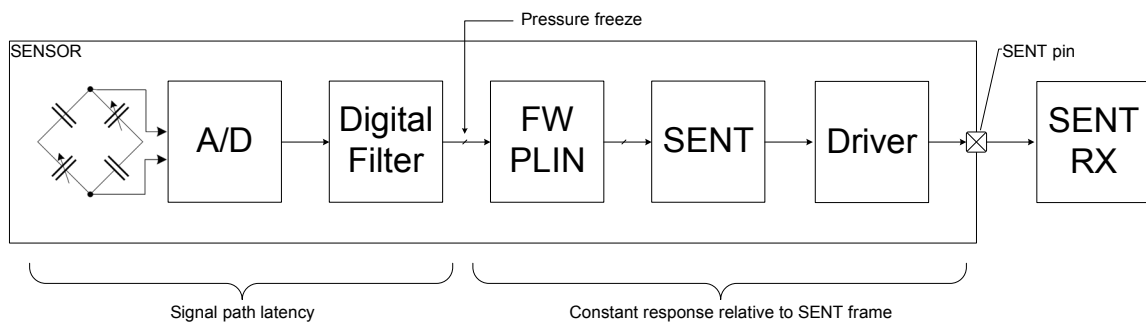 Pressure freeze
SENSOR
SENT pin
A/D
Digital
Filter
FW
PLIN
SENT
Driver
SENT
RX
Signal path latency
Constant response relative to SENT frame